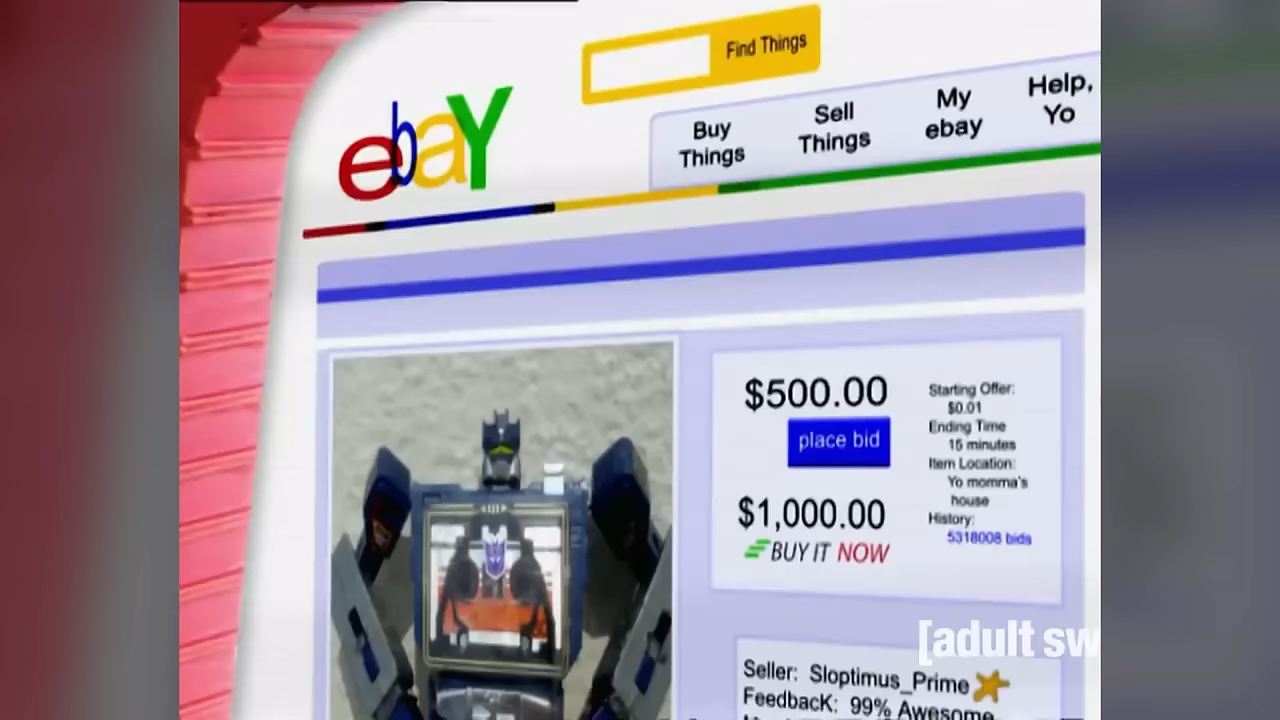 Find Things
ebaY
Buy
Things
Sell
Things
My
ebay
Help,
Yo
$500.00
place bid
$1,000.00
BUY IT NOW
Starting Offer:
$0.01
Ending Time
15 minutes
Item Location:
Yo momma's
house
History:
5318008 bids
[adult sw
Seller: Sloptimus_Prime
FeedbacK: 99% Awesome